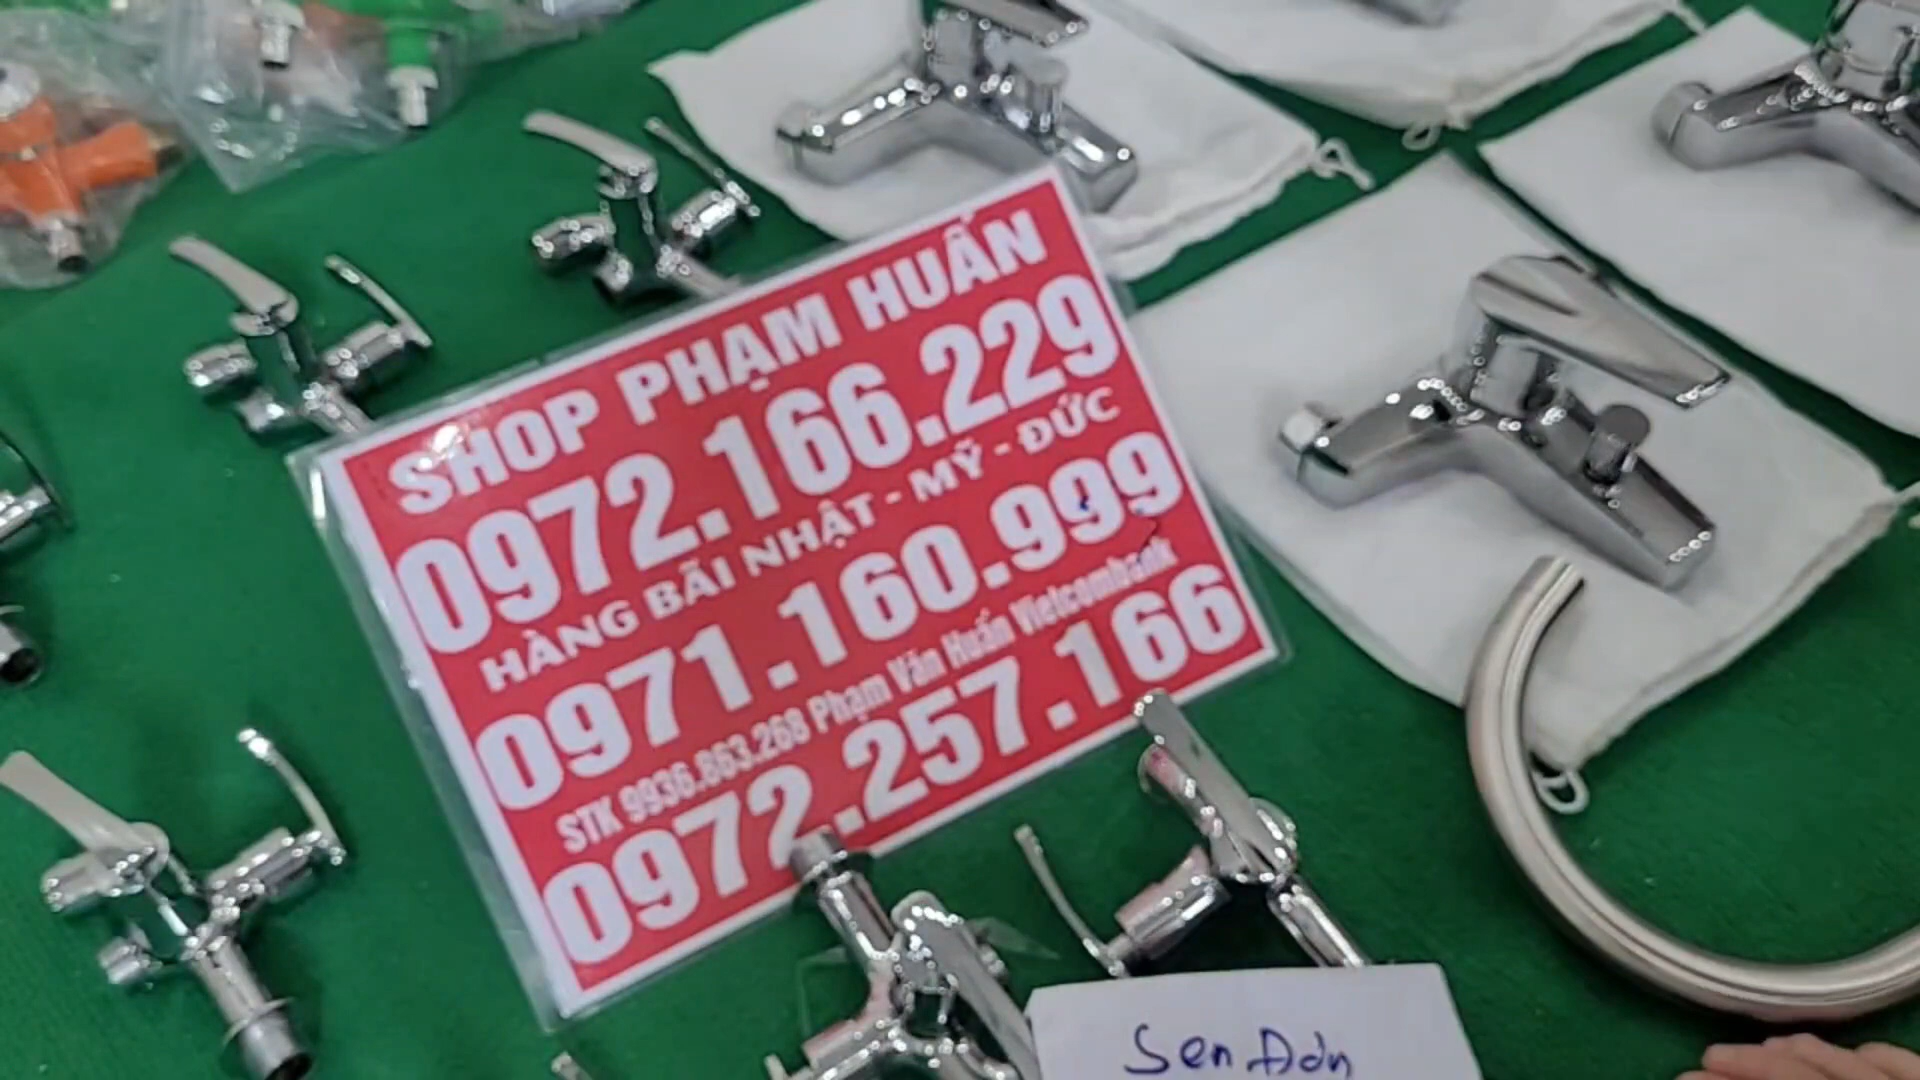 SHOP PHẠM HUẤN
0972.166.229
HÀNG BÃI NHẬT - MỸ - ĐỨC
0971.160.999
STK 9936.863.268 Phạm Văn Huấn Vietcombank
0972.257.166
Sen Đơn